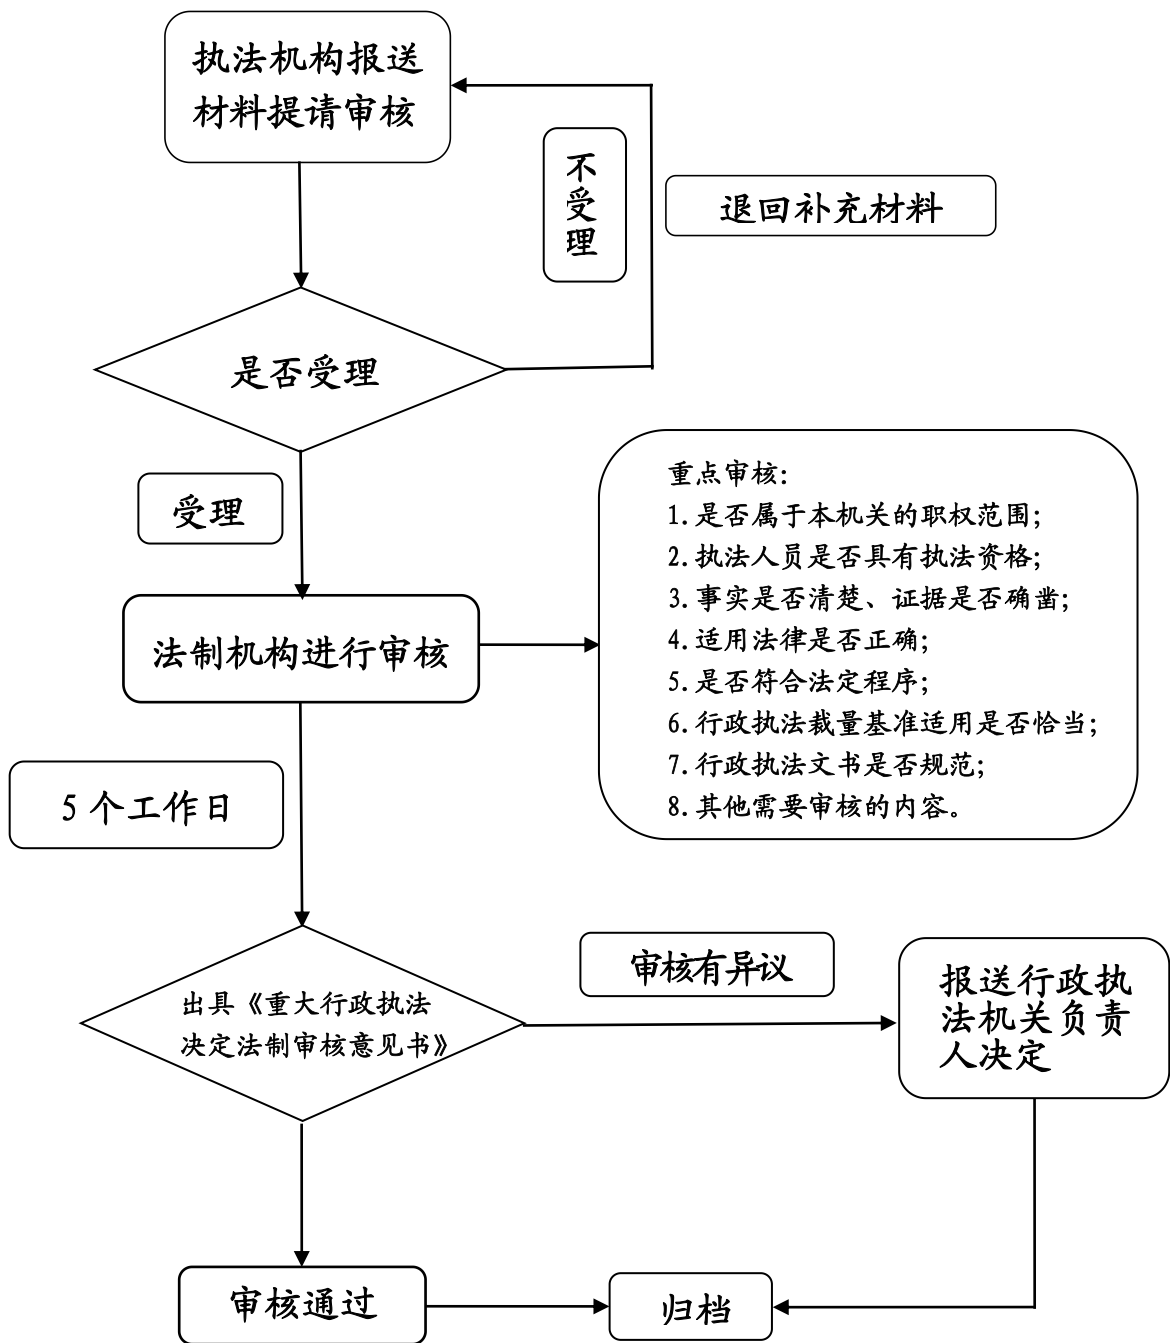 执法机构报送
材料提请审核
不
受
理
退回补充材料
是否受理
受理
重点审核：
1.是否属于本机关的职权范围；
2.执法人员是否具有执法资格；
3.事实是否清楚、证据是否确凿；
4.适用法律是否正确；
5.是否符合法定程序；
6.行政执法裁量基准适用是否恰当；
7.行政执法文书是否规范；
8.其他需要审核的内容。
法制机构进行审核
5 个工作日
审核有异议
出具《重大行政执法
决定法制审核意见书》
报送行政执
法机关负责
人决定
审核通过
归档